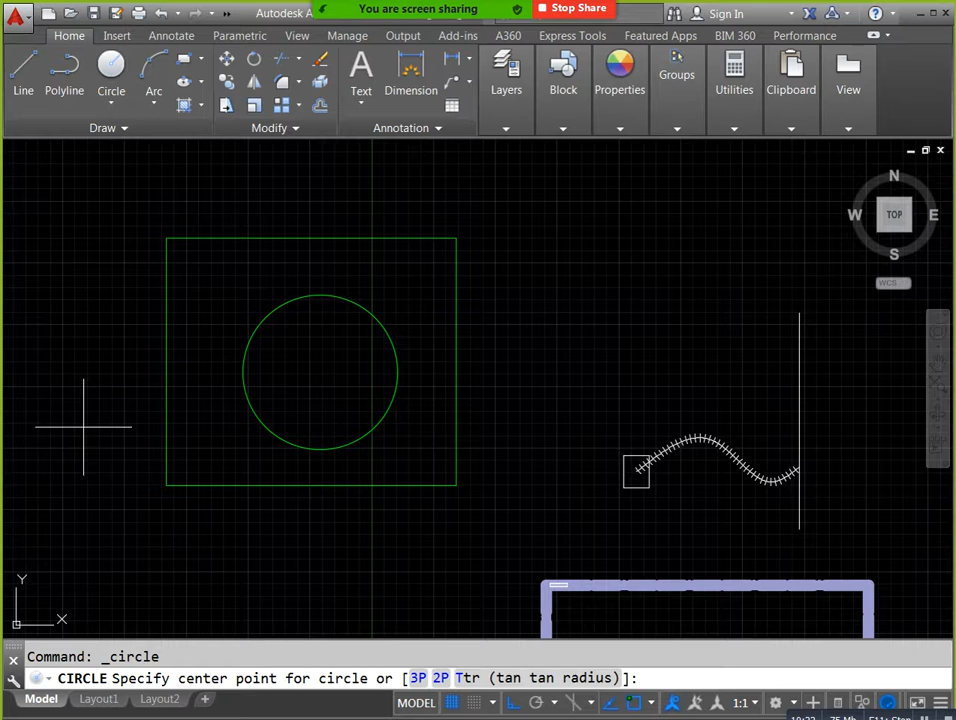 Autodesk A
You are screen sharing
Stop Share
Sign In
Home Insert Annotate Parametric View Manage Output Add-ins A360 Express Tools Featured Apps BIM 360 Performance
Line Polyline Circle Arc Text Dimension Layers Block Properties Groups Utilities Clipboard View
Draw Modify Annotation
N
W TOP E
S
WCS
Y
X
Command: _circle
CIRCLE Specify center point for circle or [3P 2P Ttr (tan tan radius)]:
Model Layout1 Layout2 + MODEL 1:1